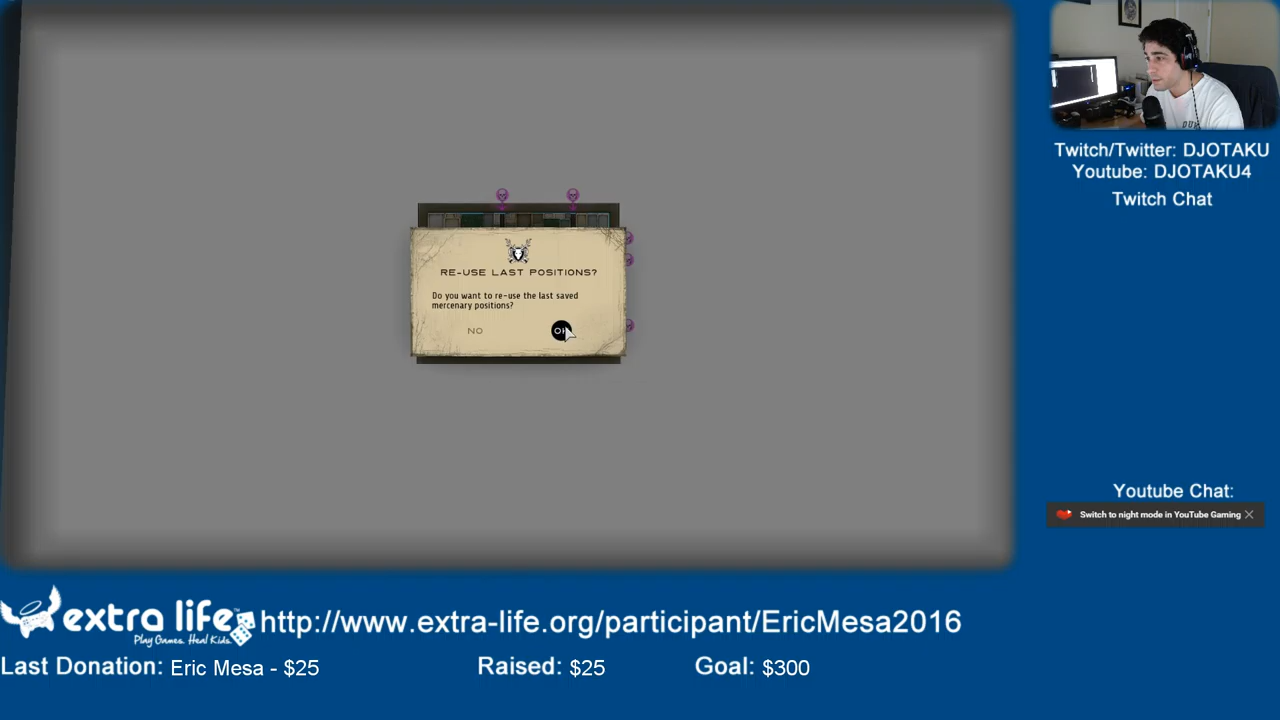 RE-USE LAST POSITIONS?
Do you want to re-use the last saved
mercenary positions?
NO
Twitch/Twitter: DJOTAKU
Youtube: DJOTAKU4
Twitch Chat
Youtube Chat:
Switch to night mode in YouTube Gaming
extra life
Play Games. Heal Kids.
http://www.extra-life.org/participant/EricMesa2016
Last Donation: Eric Mesa - $25
Raised: $25
Goal: $300